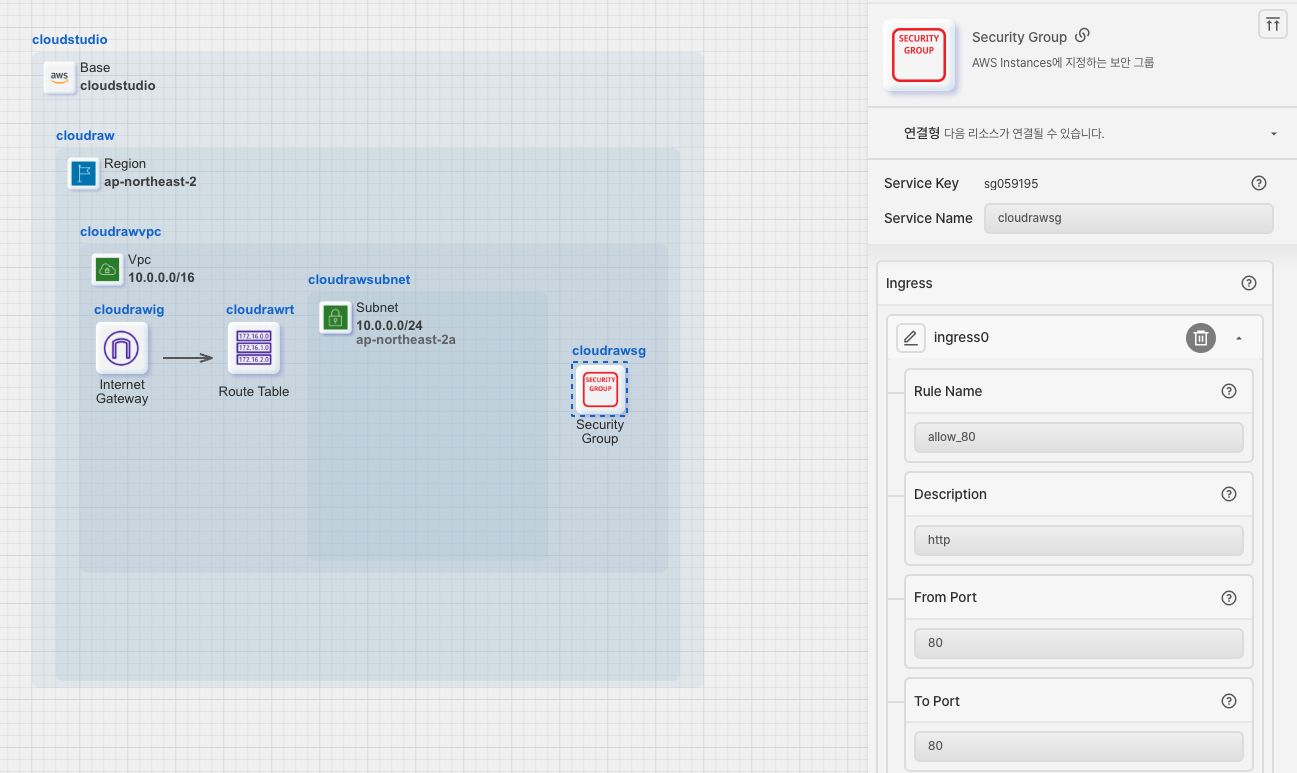 cloudstudio
aws
Base
cloudstudio
cloudraw
Region
ap-northeast-2
cloudrawvpc
Vpc
10.0.0.0/16
cloudrawig
Internet
Gateway
cloudrawrt
172.16.0.0
172.16.1.0
172.16.2.0
Route Table
cloudrawsubnet
Subnet
10.0.0.0/24
ap-northeast-2a
cloudrawsg
SECURITY
GROUP
Security
Group
SECURITY
GROUP
Security Group
AWS Instances에 지정하는 보안 그룹
연결형 다음 리소스가 연결될 수 있습니다.
Service Key sg059195
Service Name cloudrawsg
Ingress
ingress0
Rule Name
allow_80
Description
http
From Port
80
To Port
80